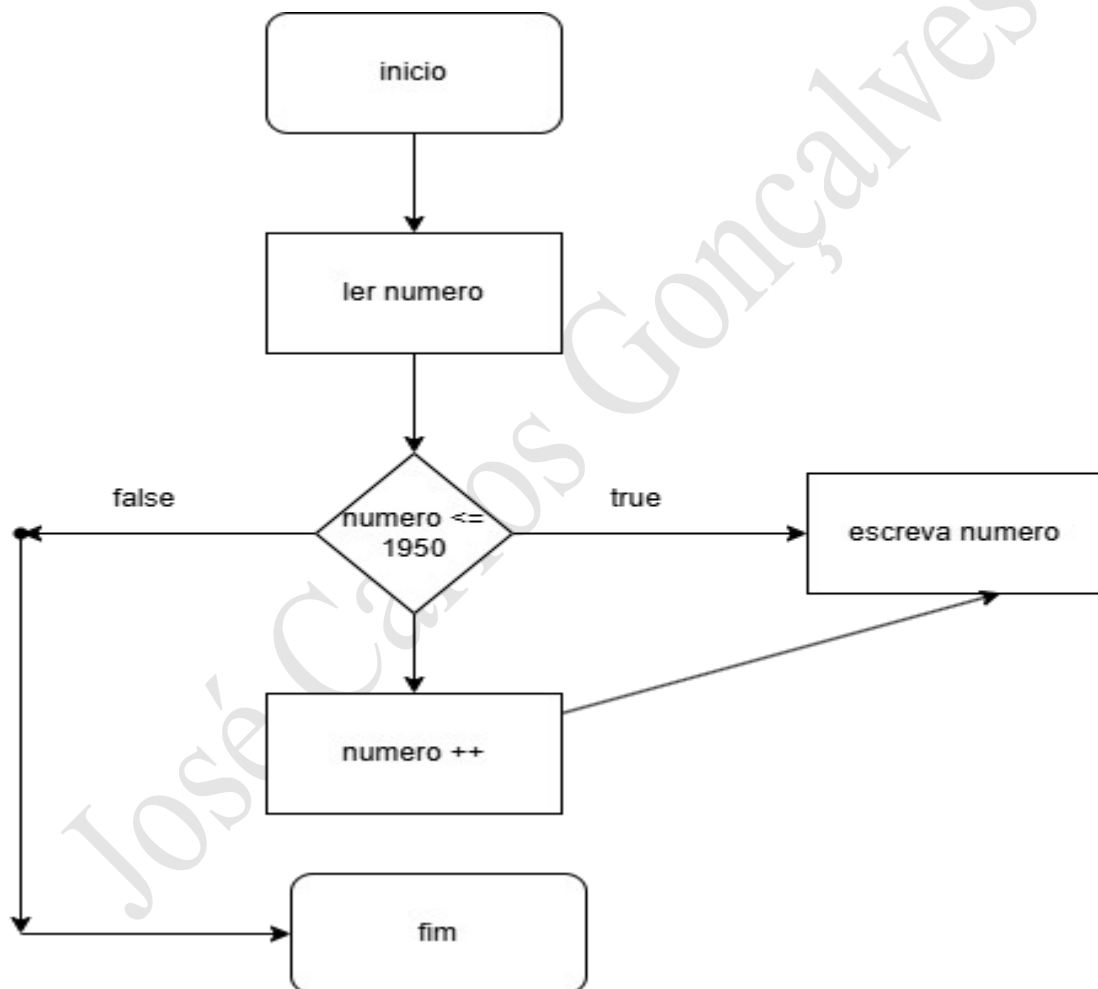 inicio
ler numero
false
numero <=
1950
true
escreva numero
numero ++
fim
José Carlos Gonçalves